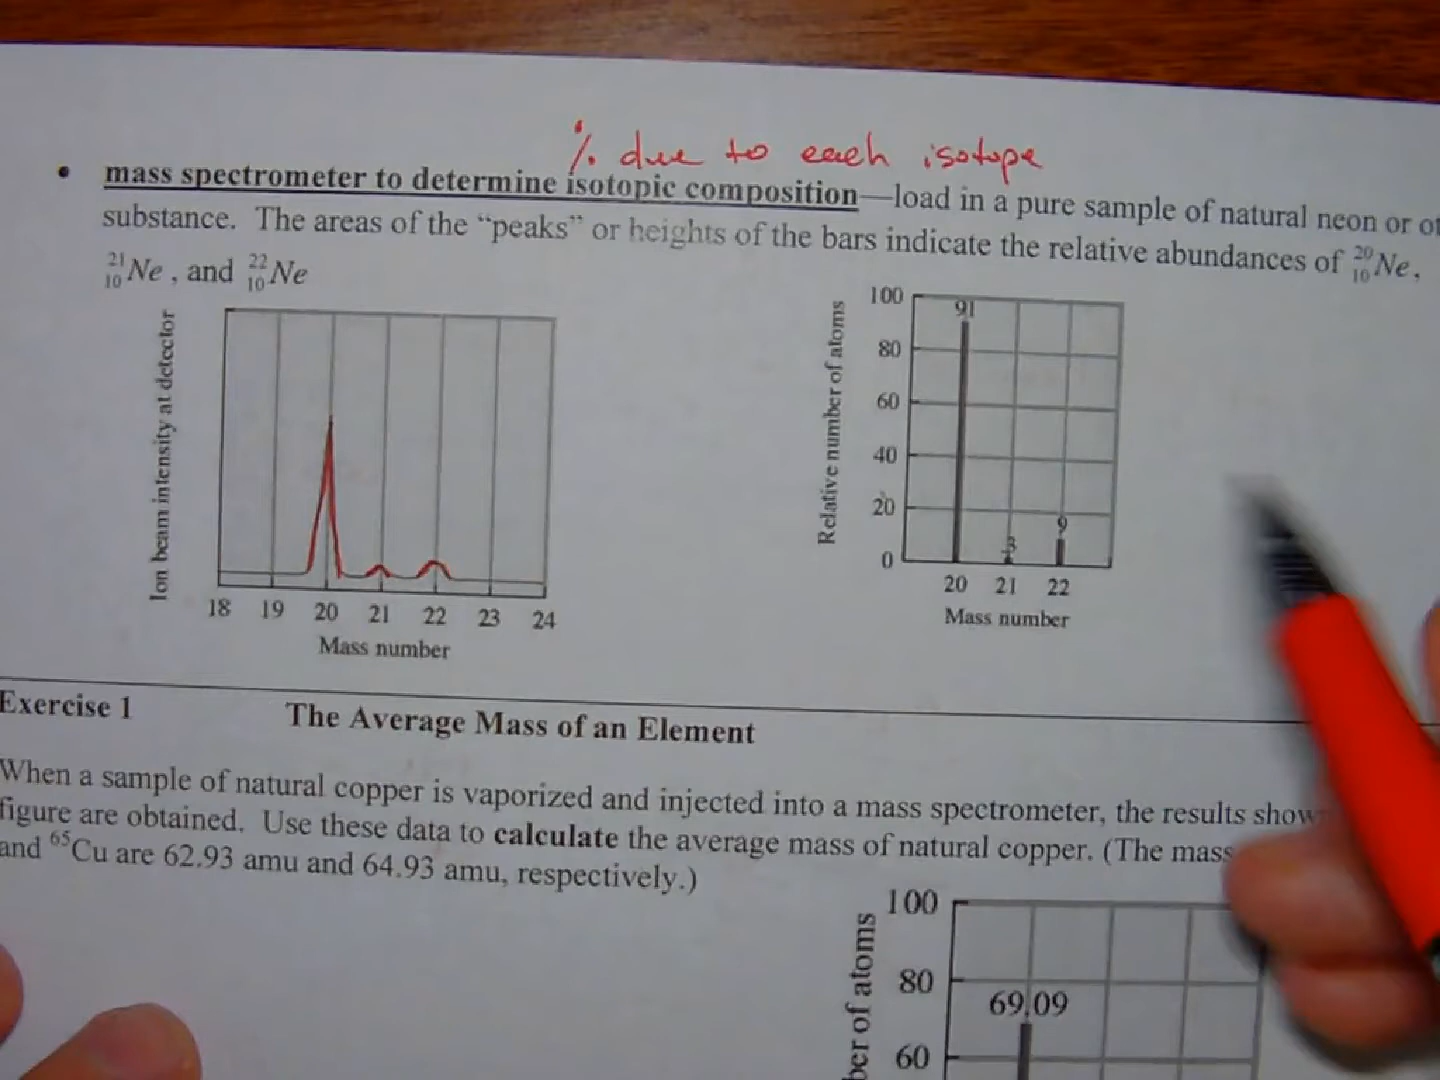 % due to each isotope
• mass spectrometer to determine isotopic composition—load in a pure sample of natural neon or
substance. The areas of the “peaks” or heights of the bars indicate the relative abundances of ²⁰₁₀Ne,
²¹₁₀Ne, and ²²₁₀Ne
Ion beam intensity at detector
18 19 20 21 22 23 24
Mass number
Relative number of atoms
100
80
60
40
20
0
91
9
20 21 22
Mass number
Exercise 1 The Average Mass of an Element
When a sample of natural copper is vaporized and injected into a mass spectrometer, the results
figure are obtained. Use these data to calculate the average mass of natural copper. (The mass
and ⁶⁵Cu are 62.93 amu and 64.93 amu, respectively.)
of atoms
100
80
60
69.09